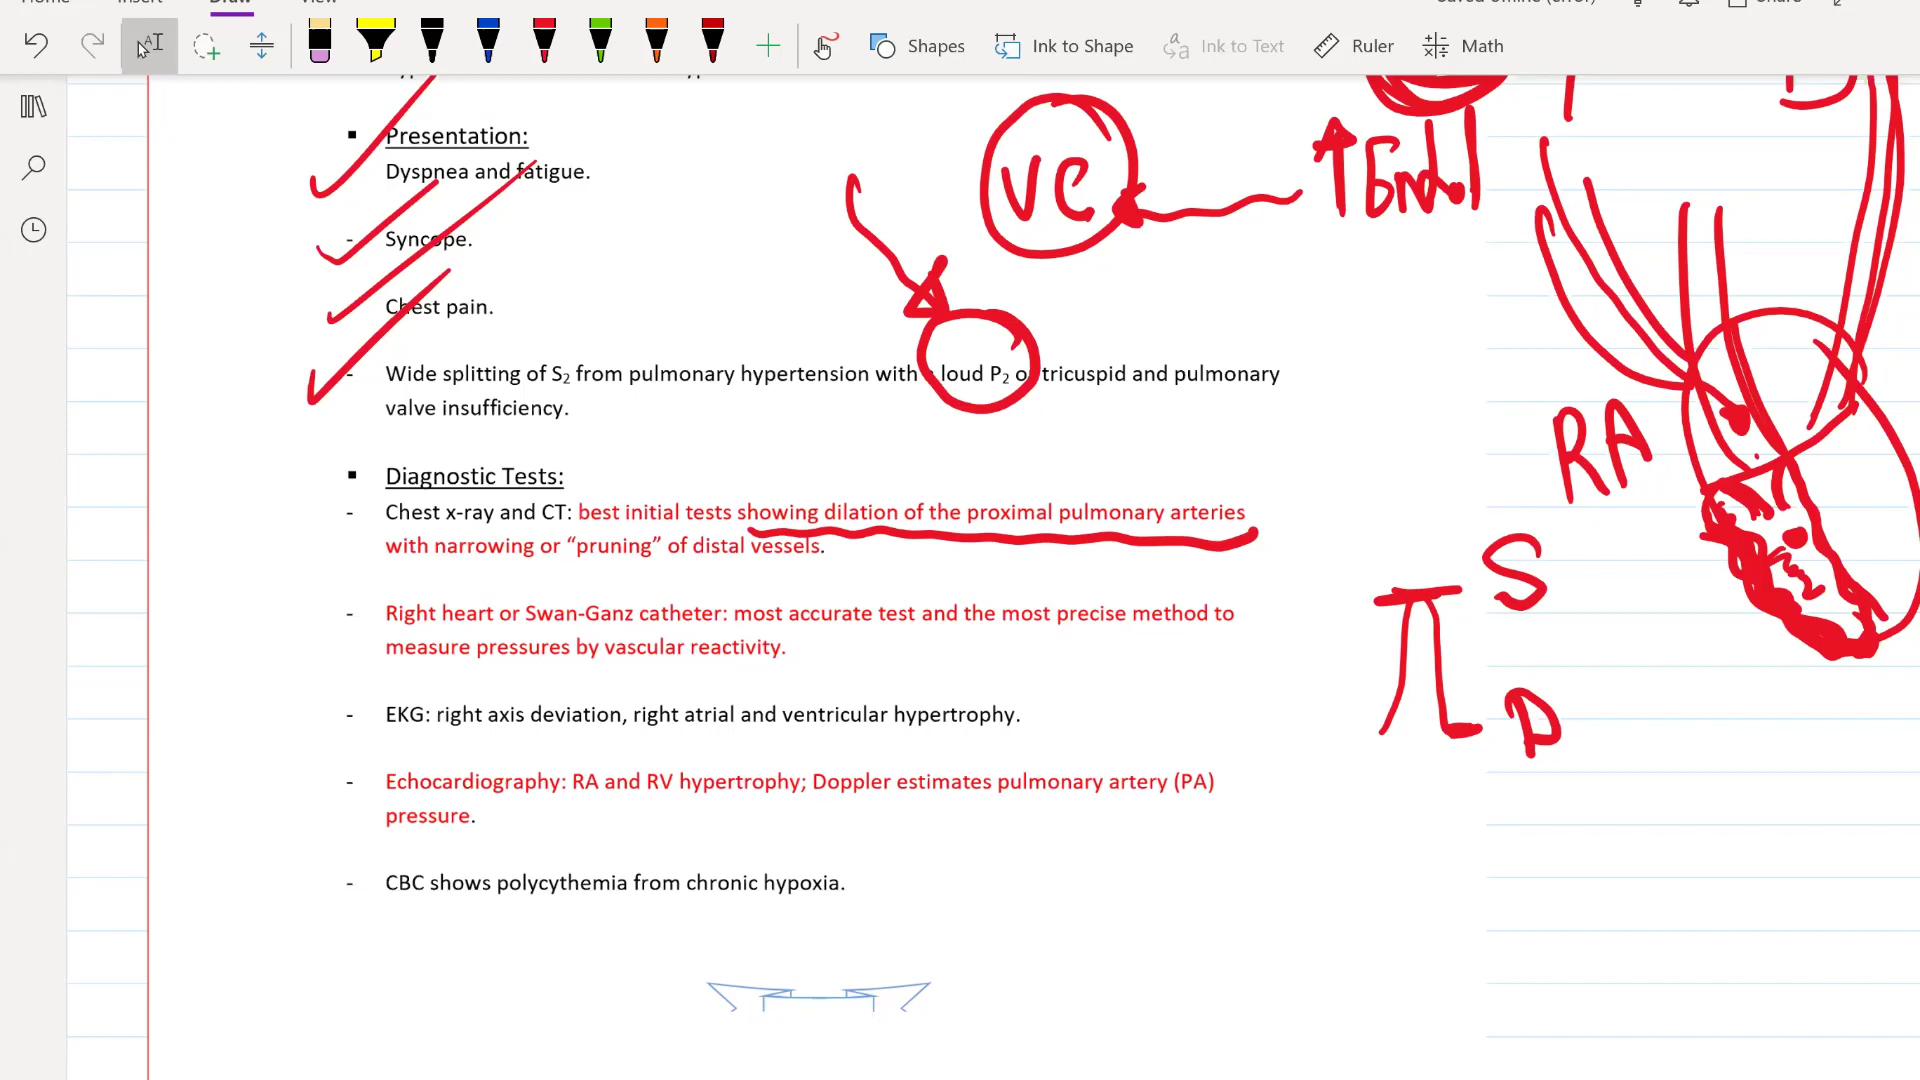 Draw
Shapes
Ink to Shape
Ink to Text
Ruler
Math
Presentation:
Dyspnea and fatigue.
- Syncope.
Chest pain.
- Wide splitting of S₂ from pulmonary hypertension with loud P₂ or tricuspid and pulmonary
valve insufficiency.
Diagnostic Tests:
- Chest x-ray and CT: best initial tests showing dilation of the proximal pulmonary arteries
with narrowing or “pruning” of distal vessels.
- Right heart or Swan-Ganz catheter: most accurate test and the most precise method to
measure pressures by vascular reactivity.
- EKG: right axis deviation, right atrial and ventricular hypertrophy.
- Echocardiography: RA and RV hypertrophy; Doppler estimates pulmonary artery (PA)
pressure.
- CBC shows polycythemia from chronic hypoxia.
VC
RA
S
D